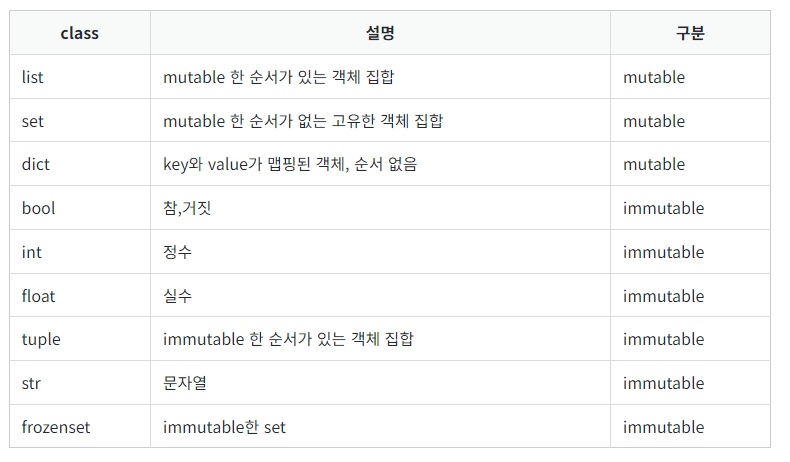 class 설명 구분
list mutable 한 순서가 있는 객체 집합 mutable
set mutable 한 순서가 없는 고유한 객체 집합 mutable
dict key와 value가 맵핑된 객체, 순서 없음 mutable
bool 참,거짓 immutable
int 정수 immutable
float 실수 immutable
tuple immutable 한 순서가 있는 객체 집합 immutable
str 문자열 immutable
frozenset immutable한 set immutable